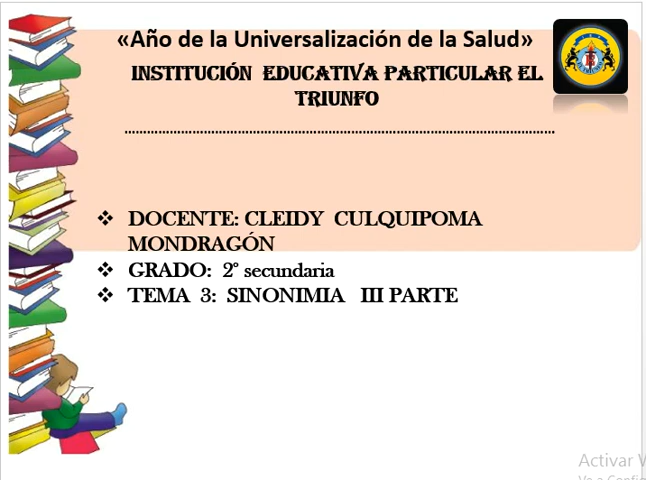 «Año de la Universalización de la Salud»
INSTITUCIÓN EDUCATIVA PARTICULAR EL
TRIUNFO
❖ DOCENTE: CLEIDY CULQUIPOMA
MONDRAGÓN
❖ GRADO: 2° secundaria
❖ TEMA 3: SINONIMIA III PARTE
Activar